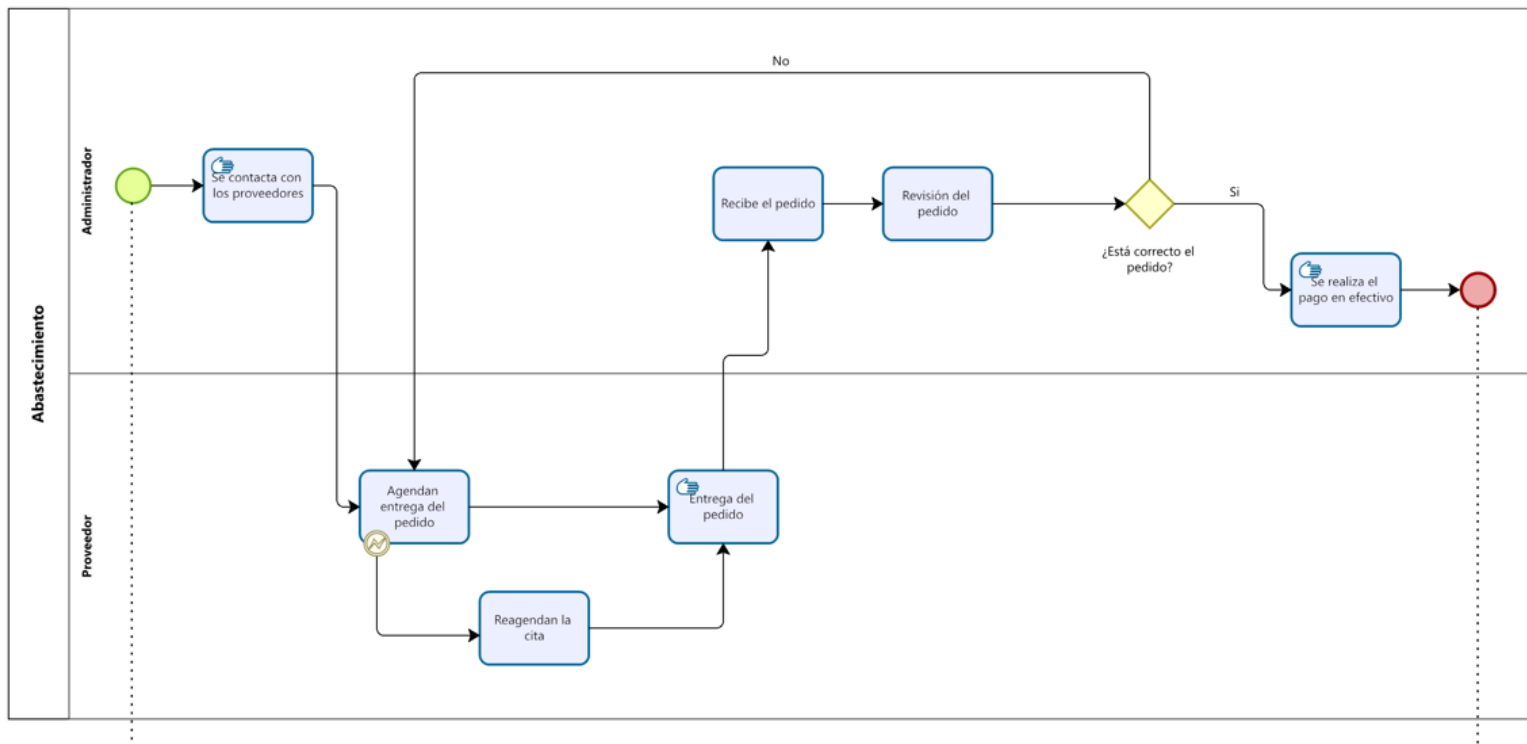 Abastecimiento
Administrador
Se contacta con
los proveedores
No
Recibe el pedido
Revisión del
pedido
¿Está correcto el
pedido?
Si
Se realiza el
pago en efectivo
Proveedor
Agendan
entrega del
pedido
Entrega del
pedido
Reagendan la
cita